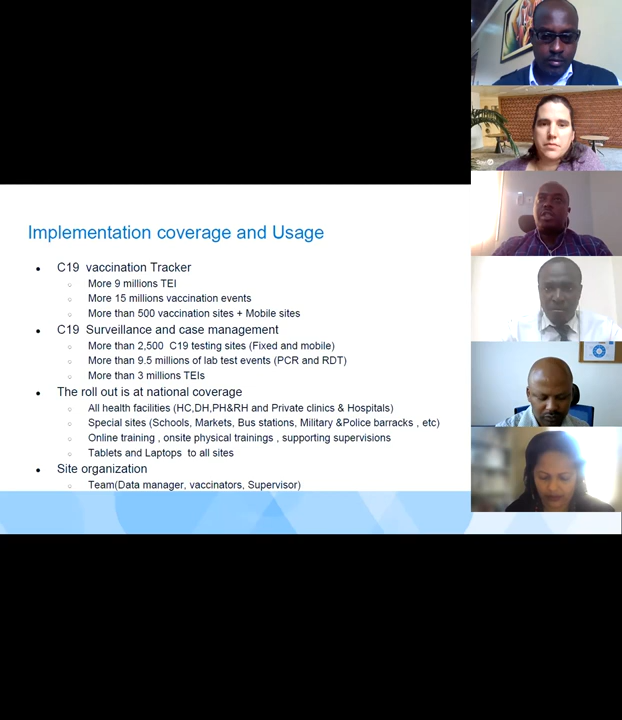 Implementation coverage and Usage
• C19 vaccination Tracker
○ More 9 millions TEI
○ More 15 millions vaccination events
○ More than 500 vaccination sites + Mobile sites
• C19 Surveillance and case management
○ More than 2,500 C19 testing sites (Fixed and mobile)
○ More than 9.5 millions of lab test events (PCR and RDT)
○ More than 3 millions TEIs
• The roll out is at national coverage
○ All health facilities (HC,DH,PH&RH and Private clinics & Hospitals)
○ Special sites (Schools, Markets, Bus stations, Military &Police barracks , etc)
○ Online training , onsite physical trainings , supporting supervisions
○ Tablets and Laptops to all sites
• Site organization
○ Team(Data manager, vaccinators, Supervisor)